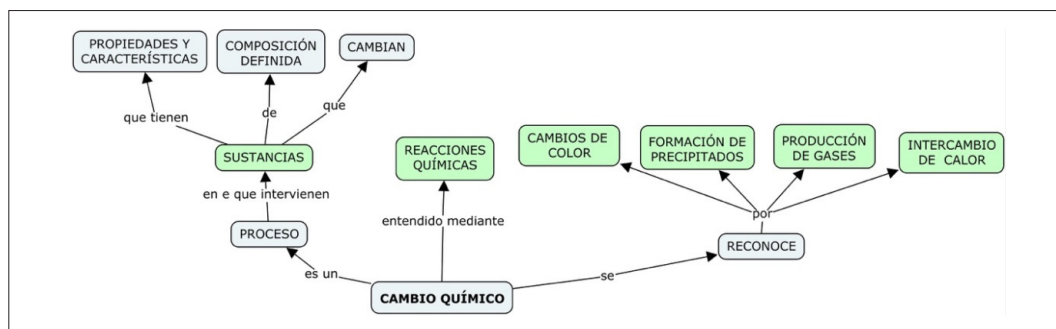 PROPIEDADES Y
CARACTERÍSTICAS
COMPOSICIÓN
DEFINIDA
CAMBIAN
que tienen
de
que
SUSTANCIAS
en e que intervienen
PROCESO
es un
REACCIONES
QUÍMICAS
entendido mediante
CAMBIOS DE
COLOR
FORMACIÓN DE
PRECIPITADOS
PRODUCCIÓN
DE GASES
INTERCAMBIO
DE CALOR
por
RECONOCE
se
CAMBIO QUÍMICO